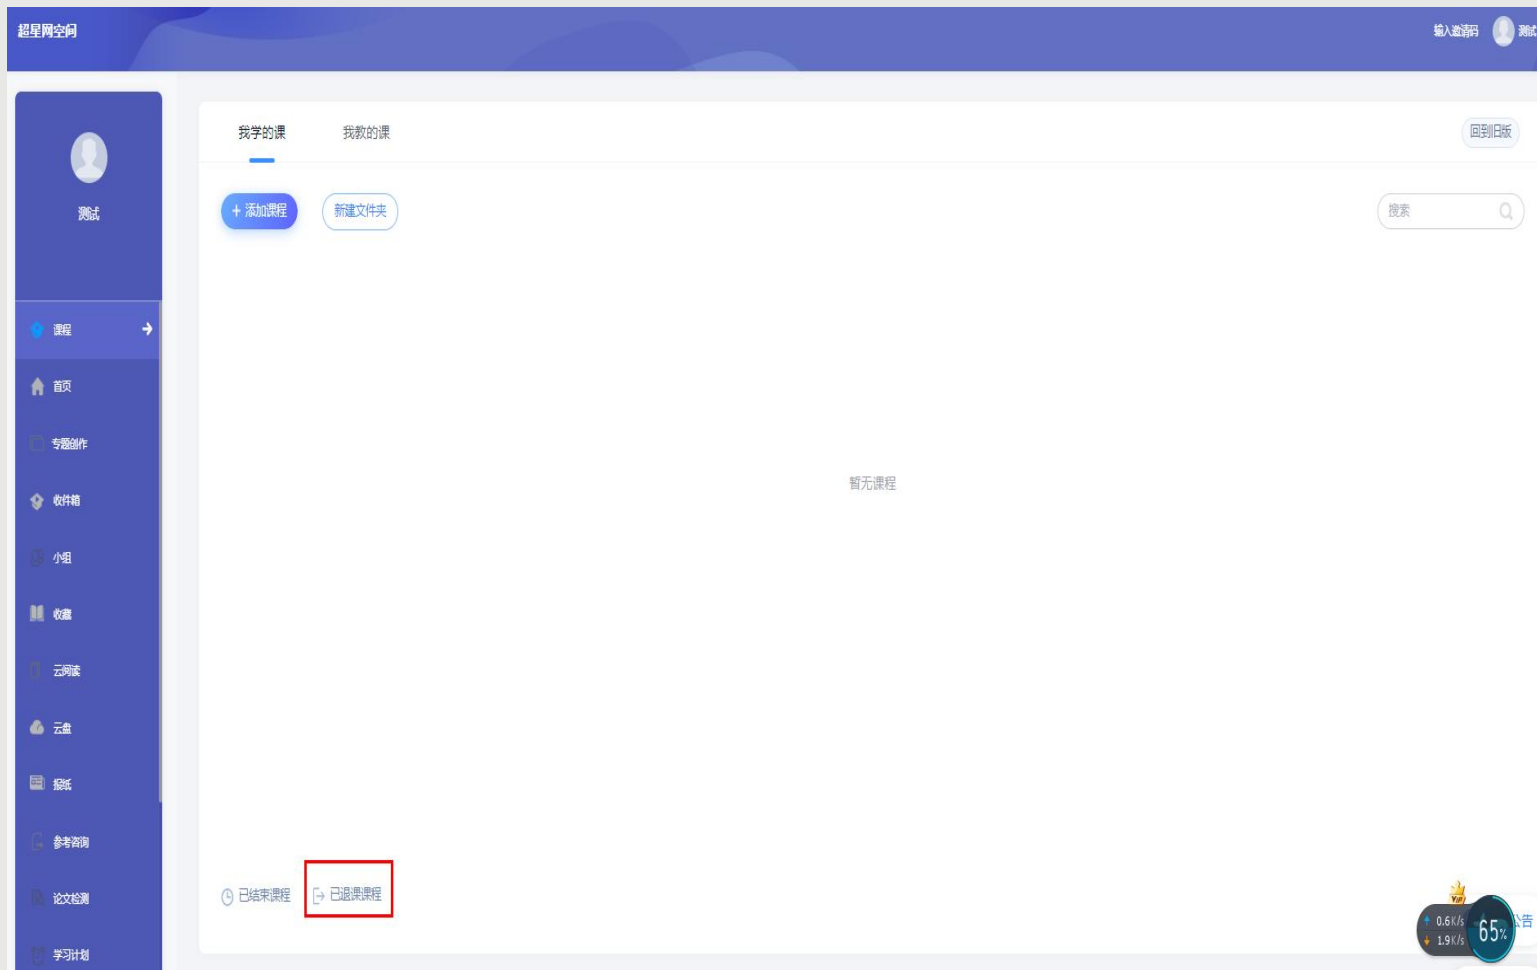 超星网空间
输入邀请码 测试
测试
我学的课 我教的课 回到旧版
+ 添加课程 新建文件夹 搜索
课程
首页
专题创作
收件箱
小组
收藏
云阅读
云盘
报纸
参考咨询
论文检测
学习计划
暂无课程
已结束课程 已退课课程
VIP
0.6K/s
1.9K/s
65%
公告